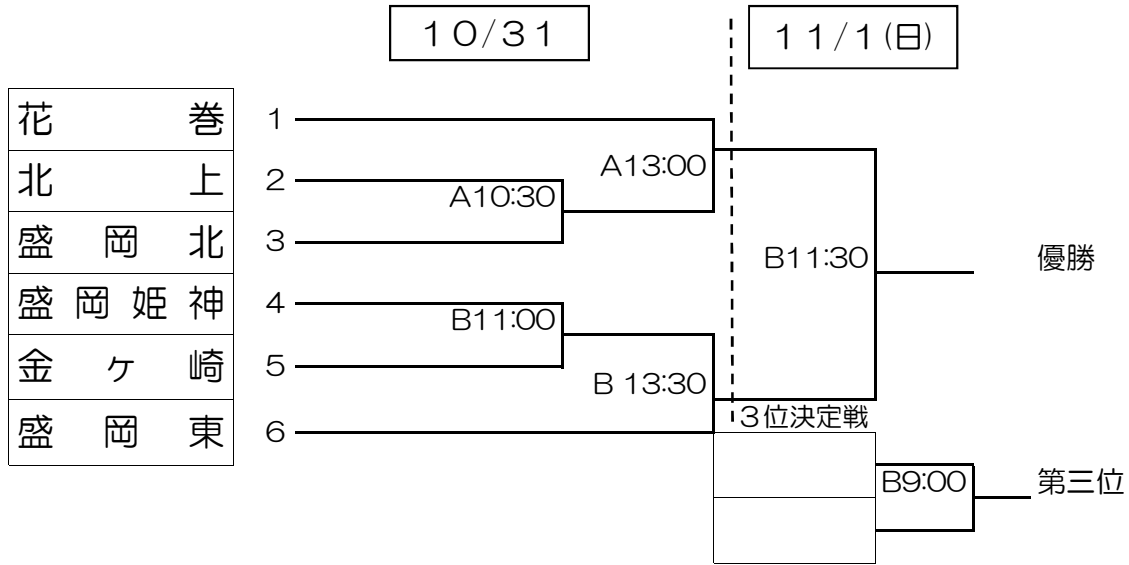 10/31
11/1(日)
花巻 1
A13:00
北上 2
A10:30
盛岡北 3
B11:30
優勝
盛岡姫神 4
B11:00
金ヶ崎 5
B 13:30
3位決定戦
盛岡東 6
B9:00
第三位